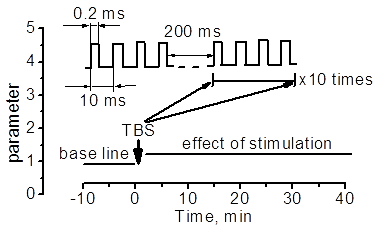 0.2 ms
200 ms
10 ms
x10 times
TBS
base line
effect of stimulation
parameter
5
4
3
2
1
0
-10 0 10 20 30 40
Time, min